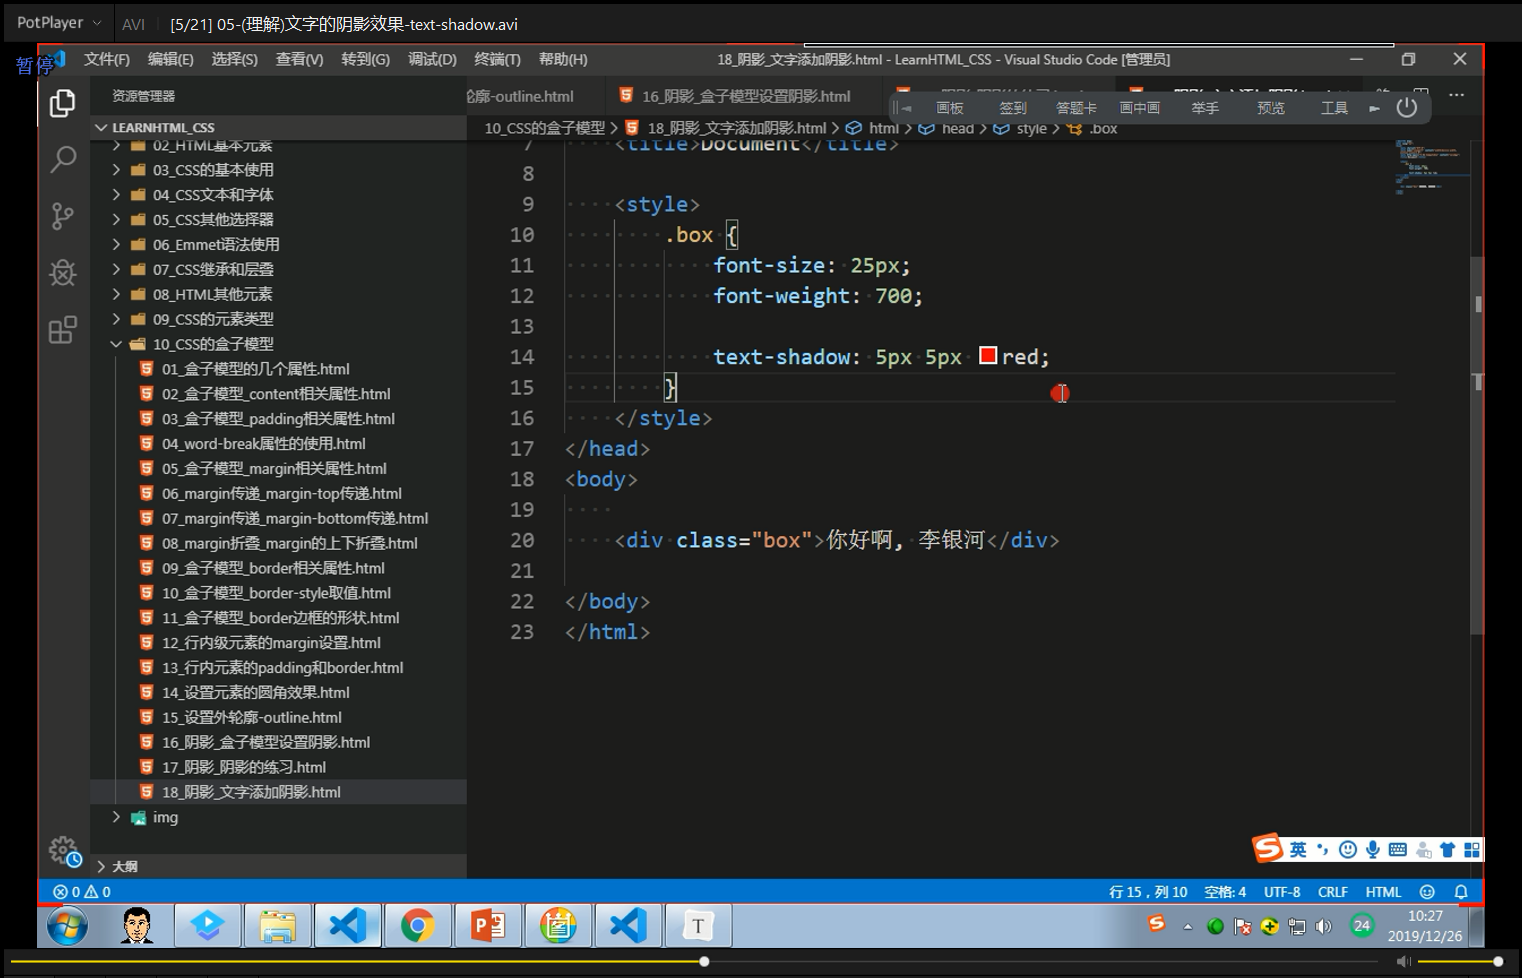 PotPlayer AVI [5/21] 05-(理解)文字的阴影效果-text-shadow.avi
暂停
文件(F) 编辑(E) 选择(S) 查看(V) 转到(G) 调试(D) 终端(T) 帮助(H) 18_阴影_文字添加阴影.html - LearnHTML_CSS - Visual Studio Code [管理员]
资源管理器
轮廓-outline.html 16_阴影_盒子模型设置阴影.html
画板 签到 答题卡 画中画 举手 预览 工具
LEARNHTML_CSS
10_CSS的盒子模型 > 18_阴影_文字添加阴影.html > html > head > style > .box
02_HTML基本元素
03_CSS的基本使用
04_CSS文本和字体
05_CSS其他选择器
06_Emmet语法使用
07_CSS继承和层叠
08_HTML其他元素
09_CSS的元素类型
10_CSS的盒子模型
01_盒子模型的几个属性.html
02_盒子模型_content相关属性.html
03_盒子模型_padding相关属性.html
04_word-break属性的使用.html
05_盒子模型_margin相关属性.html
06_margin传递_margin-top传递.html
07_margin传递_margin-bottom传递.html
08_margin折叠_margin的上下折叠.html
09_盒子模型_border相关属性.html
10_盒子模型_border-style取值.html
11_盒子模型_border边框的形状.html
12_行内级元素的margin设置.html
13_行内元素的padding和border.html
14_设置元素的圆角效果.html
15_设置外轮廓-outline.html
16_阴影_盒子模型设置阴影.html
17_阴影_阴影的练习.html
18_阴影_文字添加阴影.html
img
大纲
7 <title>Document</title>
8
9 <style>
10 .box {
11 font-size: 25px;
12 font-weight: 700;
13
14 text-shadow: 5px 5px red;
15 }
16 </style>
17 </head>
18 <body>
19
20 <div class="box">你好啊, 李银河</div>
21
22 </body>
23 </html>
英
0 0 行 15，列 10 空格: 4 UTF-8 CRLF HTML
T 24 10:27
2019/12/26